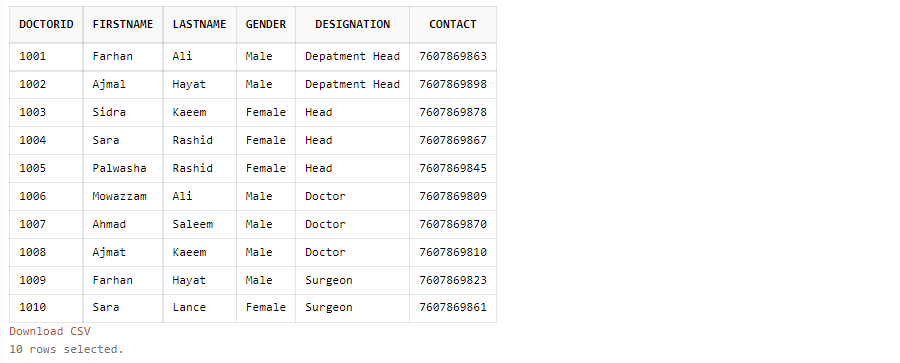 DOCTORID FIRSTNAME LASTNAME GENDER DESIGNATION CONTACT
1001 Farhan Ali Male Depatment Head 7607869863
1002 Ajmal Hayat Male Depatment Head 7607869898
1003 Sidra Kaeem Female Head 7607869878
1004 Sara Rashid Female Head 7607869867
1005 Palwasha Rashid Female Head 7607869845
1006 Mowazzam Ali Male Doctor 7607869809
1007 Ahmad Saleem Male Doctor 7607869870
1008 Ajmat Kaeem Male Doctor 7607869810
1009 Farhan Hayat Male Surgeon 7607869823
1010 Sara Lance Female Surgeon 7607869861
Download CSV
10 rows selected.